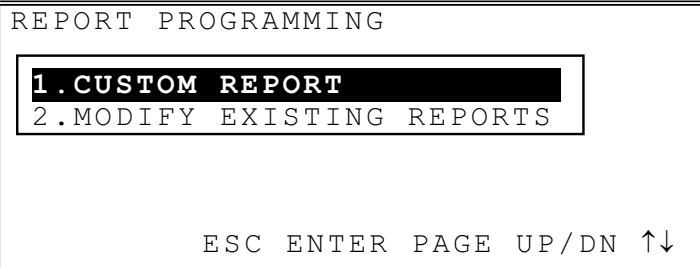 REPORT PROGRAMMING
1.CUSTOM REPORT
2.MODIFY EXISTING REPORTS
ESC ENTER PAGE UP/DN ↑↓